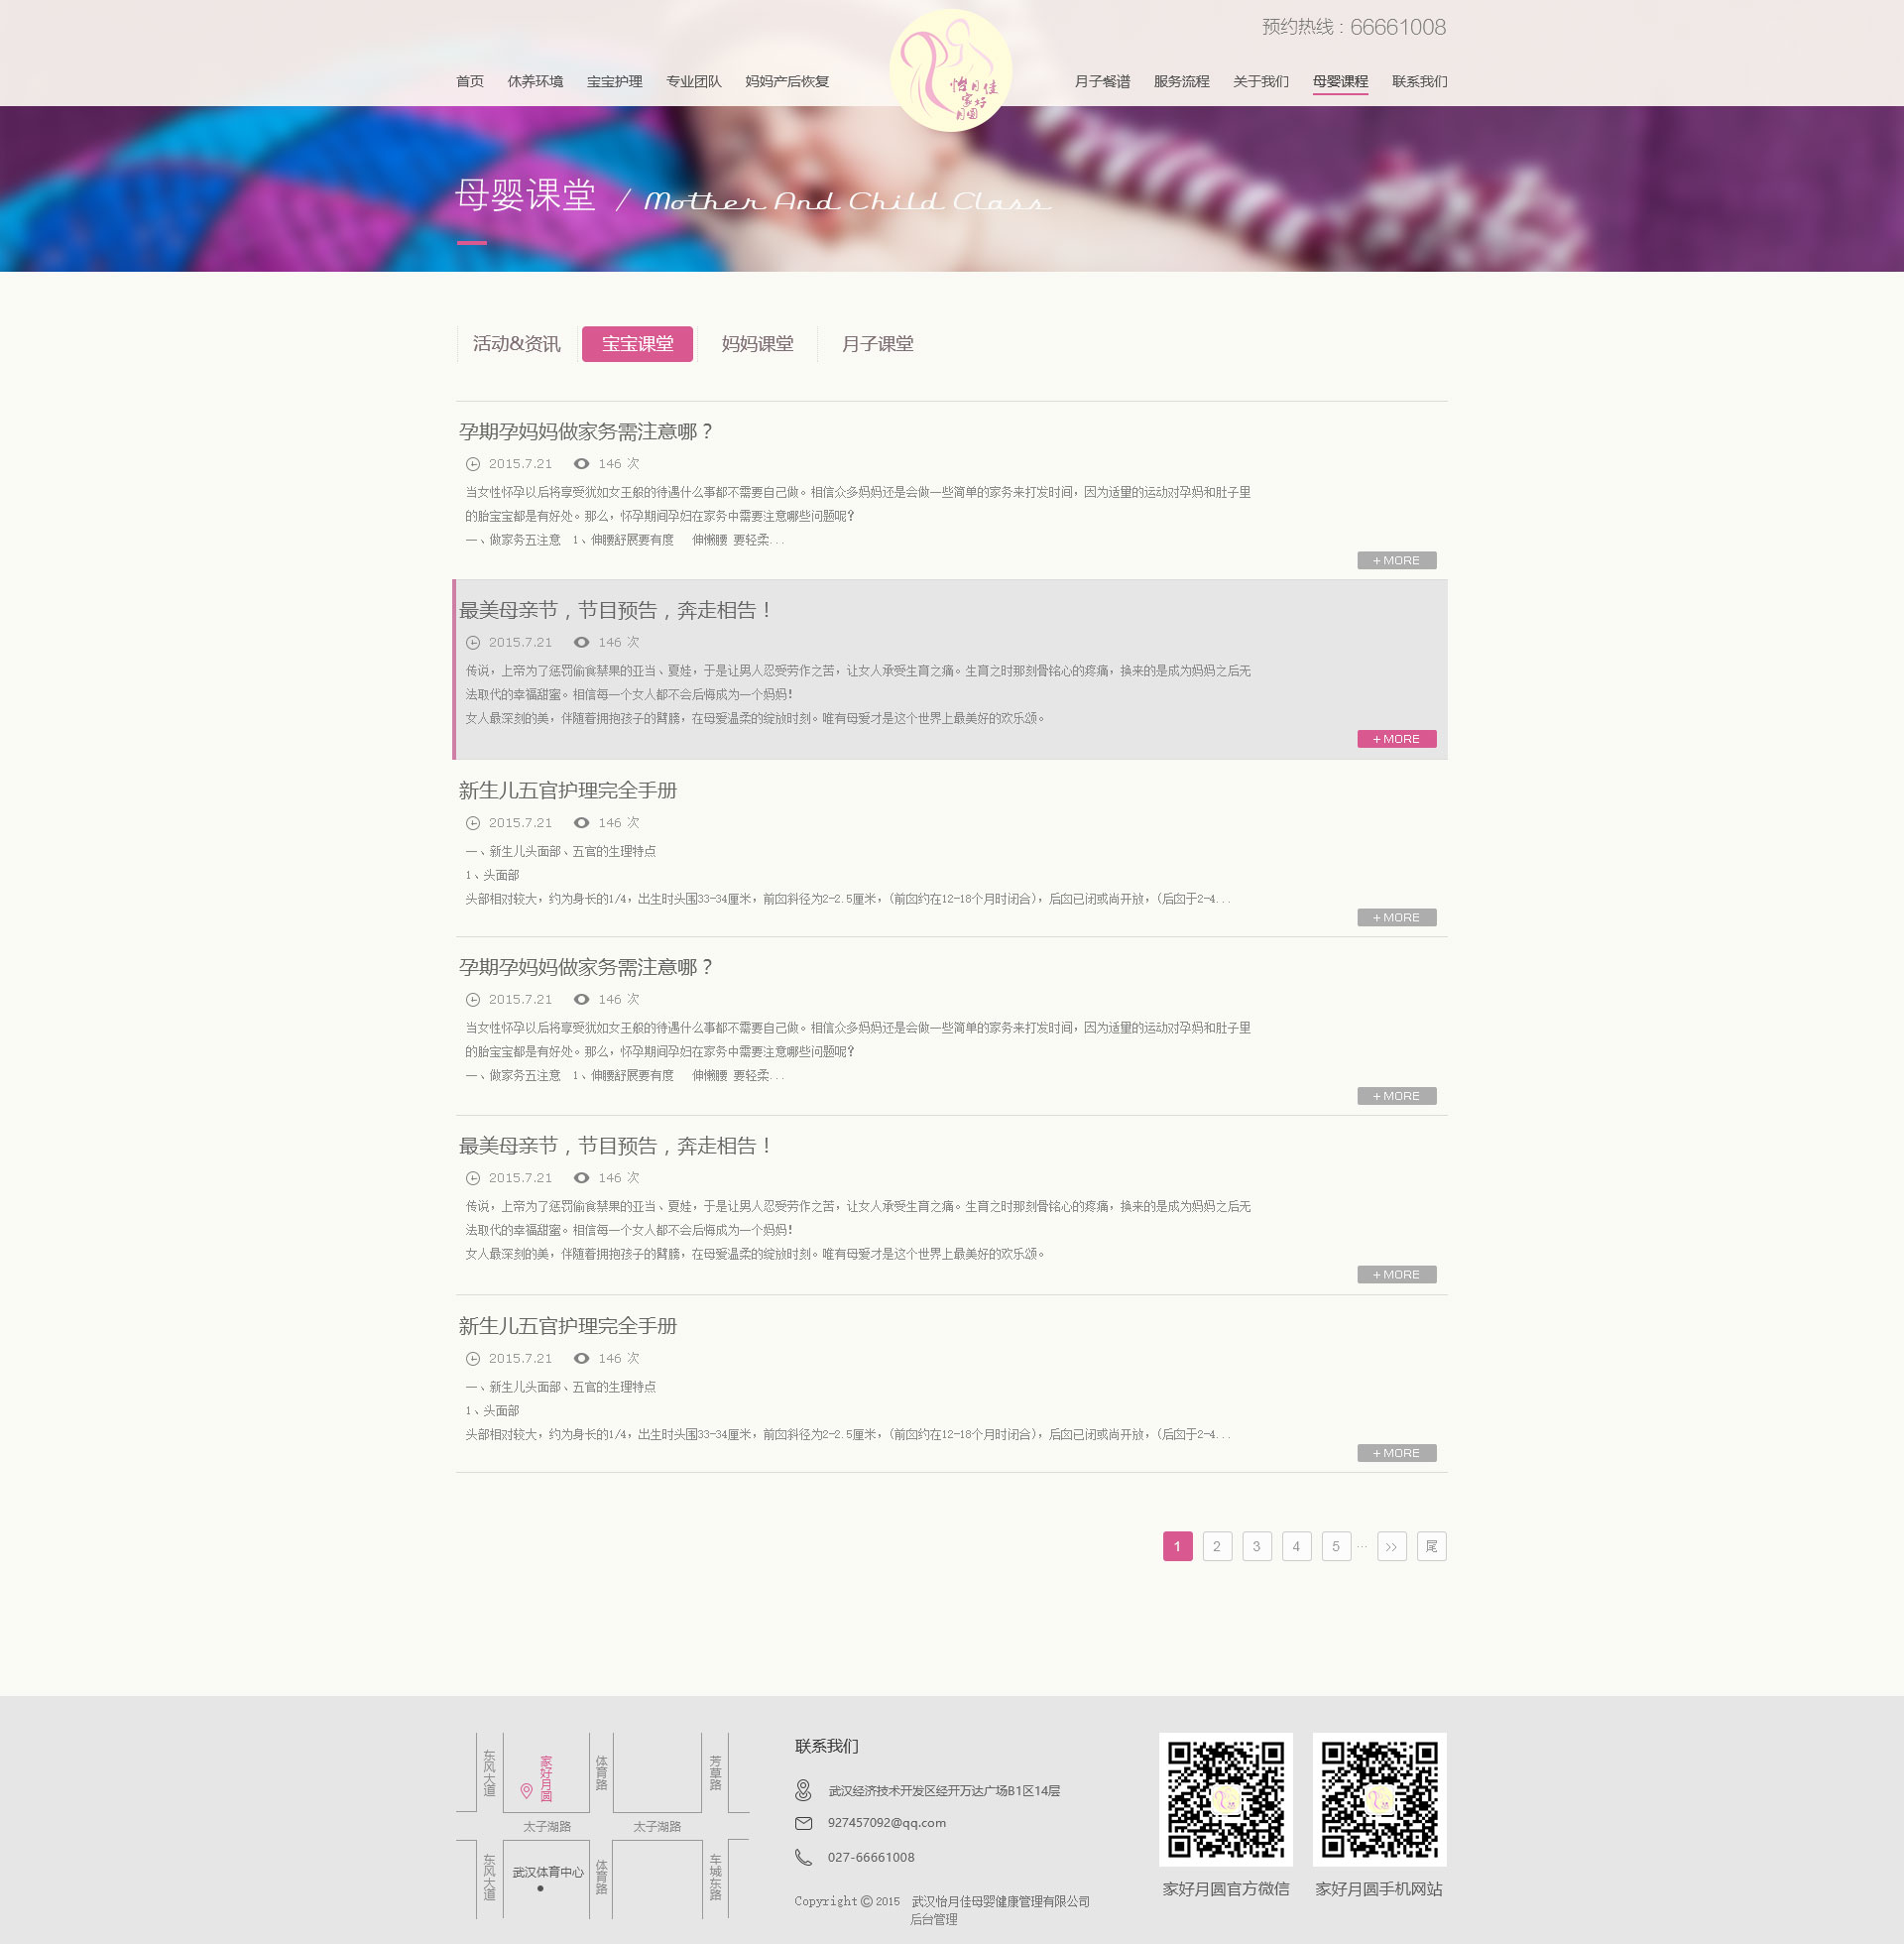 预约热线：66661008
首页 休养环境 宝宝护理 专业团队 妈妈产后恢复 月子餐谱 服务流程 关于我们 母婴课程 联系我们
怡月佳
家好
月圆
母婴课堂 / Mother And Child Class
活动&资讯 宝宝课堂 妈妈课堂 月子课堂
孕期孕妈妈做家务需注意哪？
2015.7.21 146 次
当女性怀孕以后将享受犹如女王般的待遇什么事都不需要自己做。相信众多妈妈还是会做一些简单的家务来打发时间，因为适量的运动对孕妈和肚子里
的胎宝宝都是有好处。那么，怀孕期间孕妇在家务中需要注意哪些问题呢？
一、做家务五注意 1、伸腰舒展要有度 伸懒腰 要轻柔...
+ MORE
最美母亲节，节目预告，奔走相告！
2015.7.21 146 次
传说，上帝为了惩罚偷食禁果的亚当、夏娃，于是让男人忍受劳作之苦，让女人承受生育之痛。生育之时那刻骨铭心的疼痛，换来的是成为妈妈之后无
法取代的幸福甜蜜。相信每一个女人都不会后悔成为一个妈妈！
女人最深刻的美，伴随着拥抱孩子的臂膀，在母爱温柔的绽放时刻。唯有母爱才是这个世界上最美好的欢乐颂。
+ MORE
新生儿五官护理完全手册
2015.7.21 146 次
一、新生儿头面部、五官的生理特点
1、头面部
头部相对较大，约为身长的1/4，出生时头围33-34厘米，前囟斜径为2-2.5厘米，（前囟约在12-18个月时闭合），后囟已闭或尚开放，（后囟于2-4...
+ MORE
孕期孕妈妈做家务需注意哪？
2015.7.21 146 次
当女性怀孕以后将享受犹如女王般的待遇什么事都不需要自己做。相信众多妈妈还是会做一些简单的家务来打发时间，因为适量的运动对孕妈和肚子里
的胎宝宝都是有好处。那么，怀孕期间孕妇在家务中需要注意哪些问题呢？
一、做家务五注意 1、伸腰舒展要有度 伸懒腰 要轻柔...
+ MORE
最美母亲节，节目预告，奔走相告！
2015.7.21 146 次
传说，上帝为了惩罚偷食禁果的亚当、夏娃，于是让男人忍受劳作之苦，让女人承受生育之痛。生育之时那刻骨铭心的疼痛，换来的是成为妈妈之后无
法取代的幸福甜蜜。相信每一个女人都不会后悔成为一个妈妈！
女人最深刻的美，伴随着拥抱孩子的臂膀，在母爱温柔的绽放时刻。唯有母爱才是这个世界上最美好的欢乐颂。
+ MORE
新生儿五官护理完全手册
2015.7.21 146 次
一、新生儿头面部、五官的生理特点
1、头面部
头部相对较大，约为身长的1/4，出生时头围33-34厘米，前囟斜径为2-2.5厘米，（前囟约在12-18个月时闭合），后囟已闭或尚开放，（后囟于2-4...
+ MORE
1 2 3 4 5 ... >> 尾
东风大道
家好月圆
体育路
芳草路
太子湖路 太子湖路
东风大道
武汉体育中心
体育路
车城东路
联系我们
武汉经济技术开发区经开万达广场B1区14层
927457092@qq.com
027-66661008
Copyright © 2015 武汉怡月佳母婴健康管理有限公司
后台管理
家好月圆官方微信 家好月圆手机网站